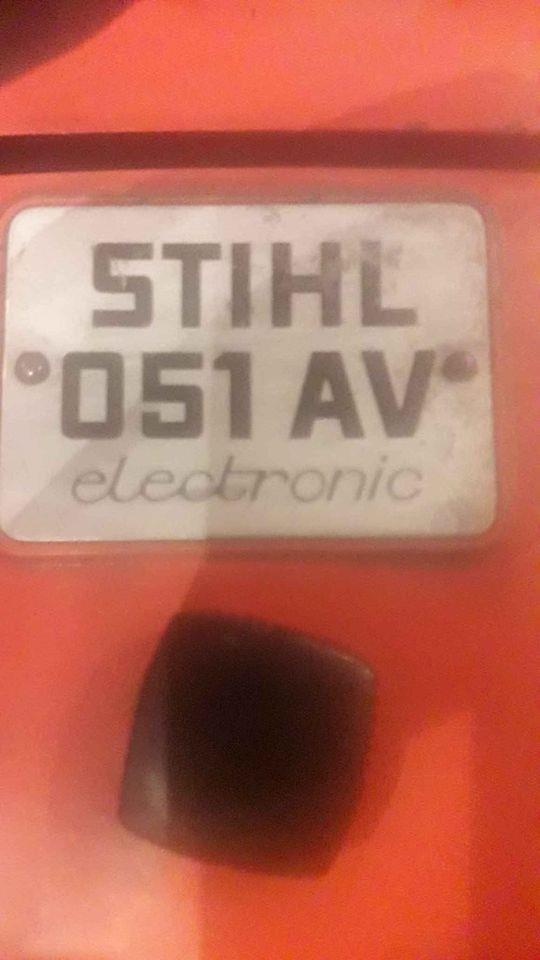 STIHL
051 AV
electronic